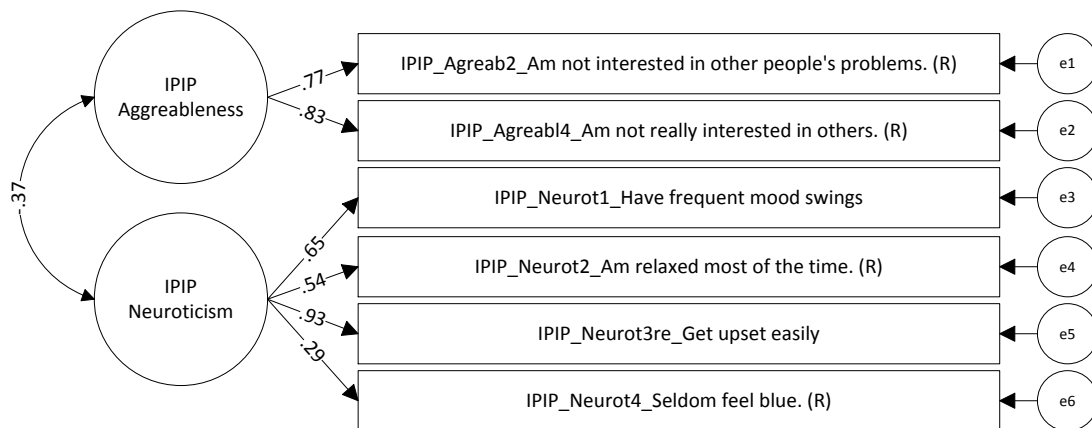 IPIP
Aggreableness
IPIP_Agreab2_Am not interested in other people's problems. (R)
e1
.77
.83
IPIP_Agreabl4_Am not really interested in others. (R)
e2
-.37
IPIP_Neurot1_Have frequent mood swings
e3
IPIP
Neuroticism
.65
.54
.93
.29
IPIP_Neurot2_Am relaxed most of the time. (R)
e4
IPIP_Neurot3re_Get upset easily
e5
IPIP_Neurot4_Seldom feel blue. (R)
e6